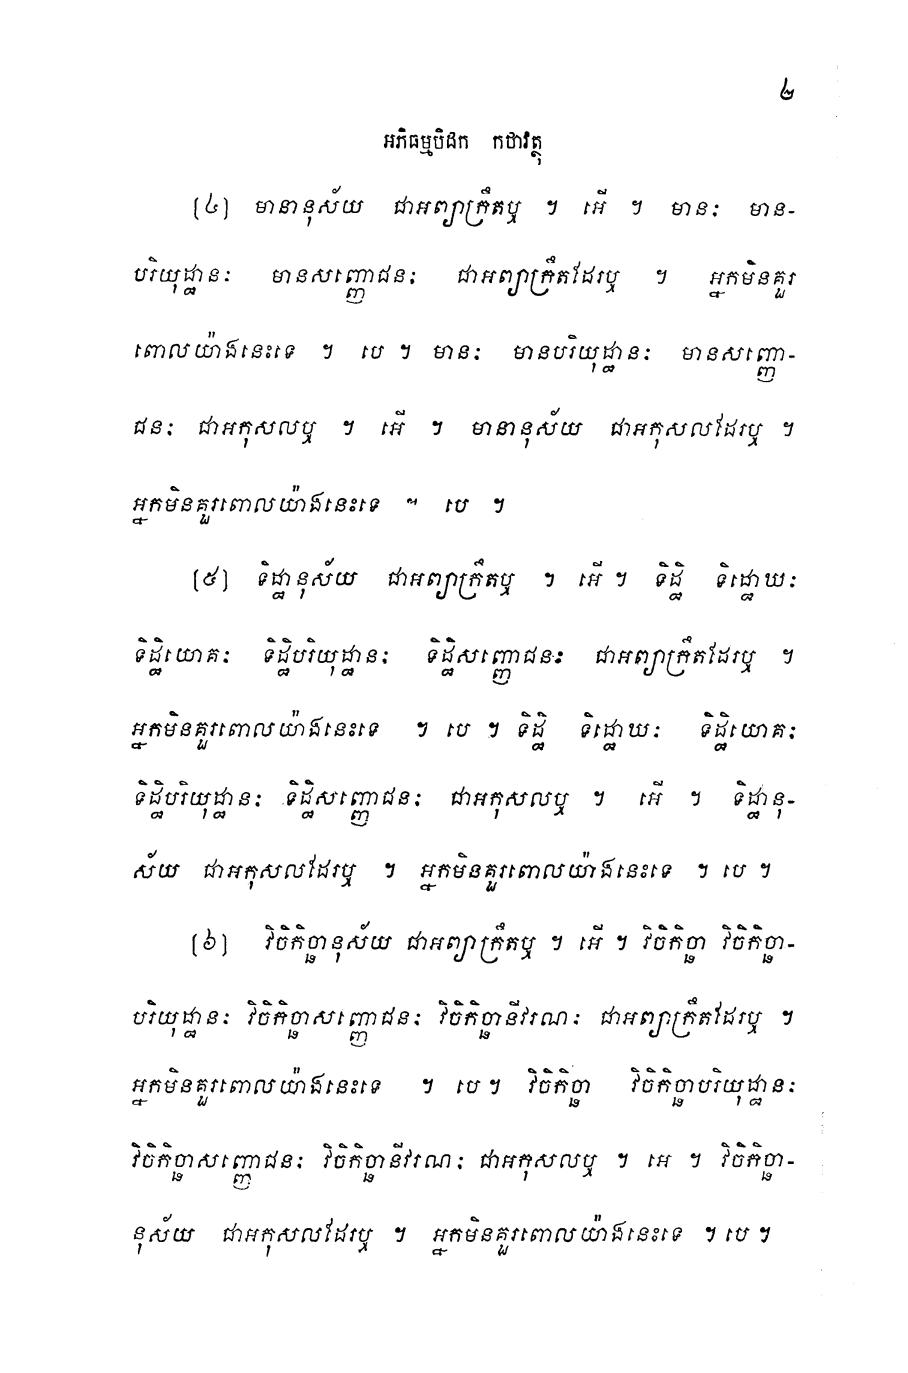 ៤
អភិធម្មបិដក កថាវត្ថុ
(៤) មានានុស័យ ជាអព្យាក្រឹតឬ ។ អើ ។ មានៈ មាន-
បរិយុដ្ឋានៈ មានសញ្ញោជនៈ ជាអព្យាក្រឹតដែរឬ ។ អ្នកមិនគួរ
ពោលយ៉ាងនេះទេ ។ បេ ។ មានៈ មានបរិយុដ្ឋានៈ មានសញ្ញោ-
ជនៈ ជាអកុសលឬ ។ អើ ។ មានានុស័យ ជាអកុសលដែរឬ ។
អ្នកមិនគួរពោលយ៉ាងនេះទេ ។ បេ ។
(៥) ទិដ្ឋានុស័យ ជាអព្យាក្រឹតឬ ។ អើ ។ ទិដ្ឋិ ទិដ្ឋោឃៈ
ទិដ្ឋិយោគៈ ទិដ្ឋិបរិយុដ្ឋានៈ ទិដ្ឋិសញ្ញោជនៈ ជាអព្យាក្រឹតដែរឬ ។
អ្នកមិនគួរពោលយ៉ាងនេះទេ ។ បេ ។ ទិដ្ឋិ ទិដ្ឋោឃៈ ទិដ្ឋិយោគៈ
ទិដ្ឋិបរិយុដ្ឋានៈ ទិដ្ឋិសញ្ញោជនៈ ជាអកុសលឬ ។ អើ ។ ទិដ្ឋានុ-
ស័យ ជាអកុសលដែរឬ ។ អ្នកមិនគួរពោលយ៉ាងនេះទេ ។ បេ ។
(៦) វិចិកិច្ឆានុស័យ ជាអព្យាក្រឹតឬ ។ អើ ។ វិចិកិច្ឆា វិចិកិច្ឆា-
បរិយុដ្ឋានៈ វិចិកិច្ឆាសញ្ញោជនៈ វិចិកិច្ឆានីវរណៈ ជាអព្យាក្រឹតដែរឬ ។
អ្នកមិនគួរពោលយ៉ាងនេះទេ ។ បេ ។ វិចិកិច្ឆា វិចិកិច្ឆាបរិយុដ្ឋានៈ
វិចិកិច្ឆាសញ្ញោជនៈ វិចិកិច្ឆានីវរណៈ ជាអកុសលឬ ។ អេ ។ វិចិកិច្ឆា-
នុស័យ ជាអកុសលដែរឬ ។ អ្នកមិនគួរពោលយ៉ាងនេះទេ ។ បេ ។